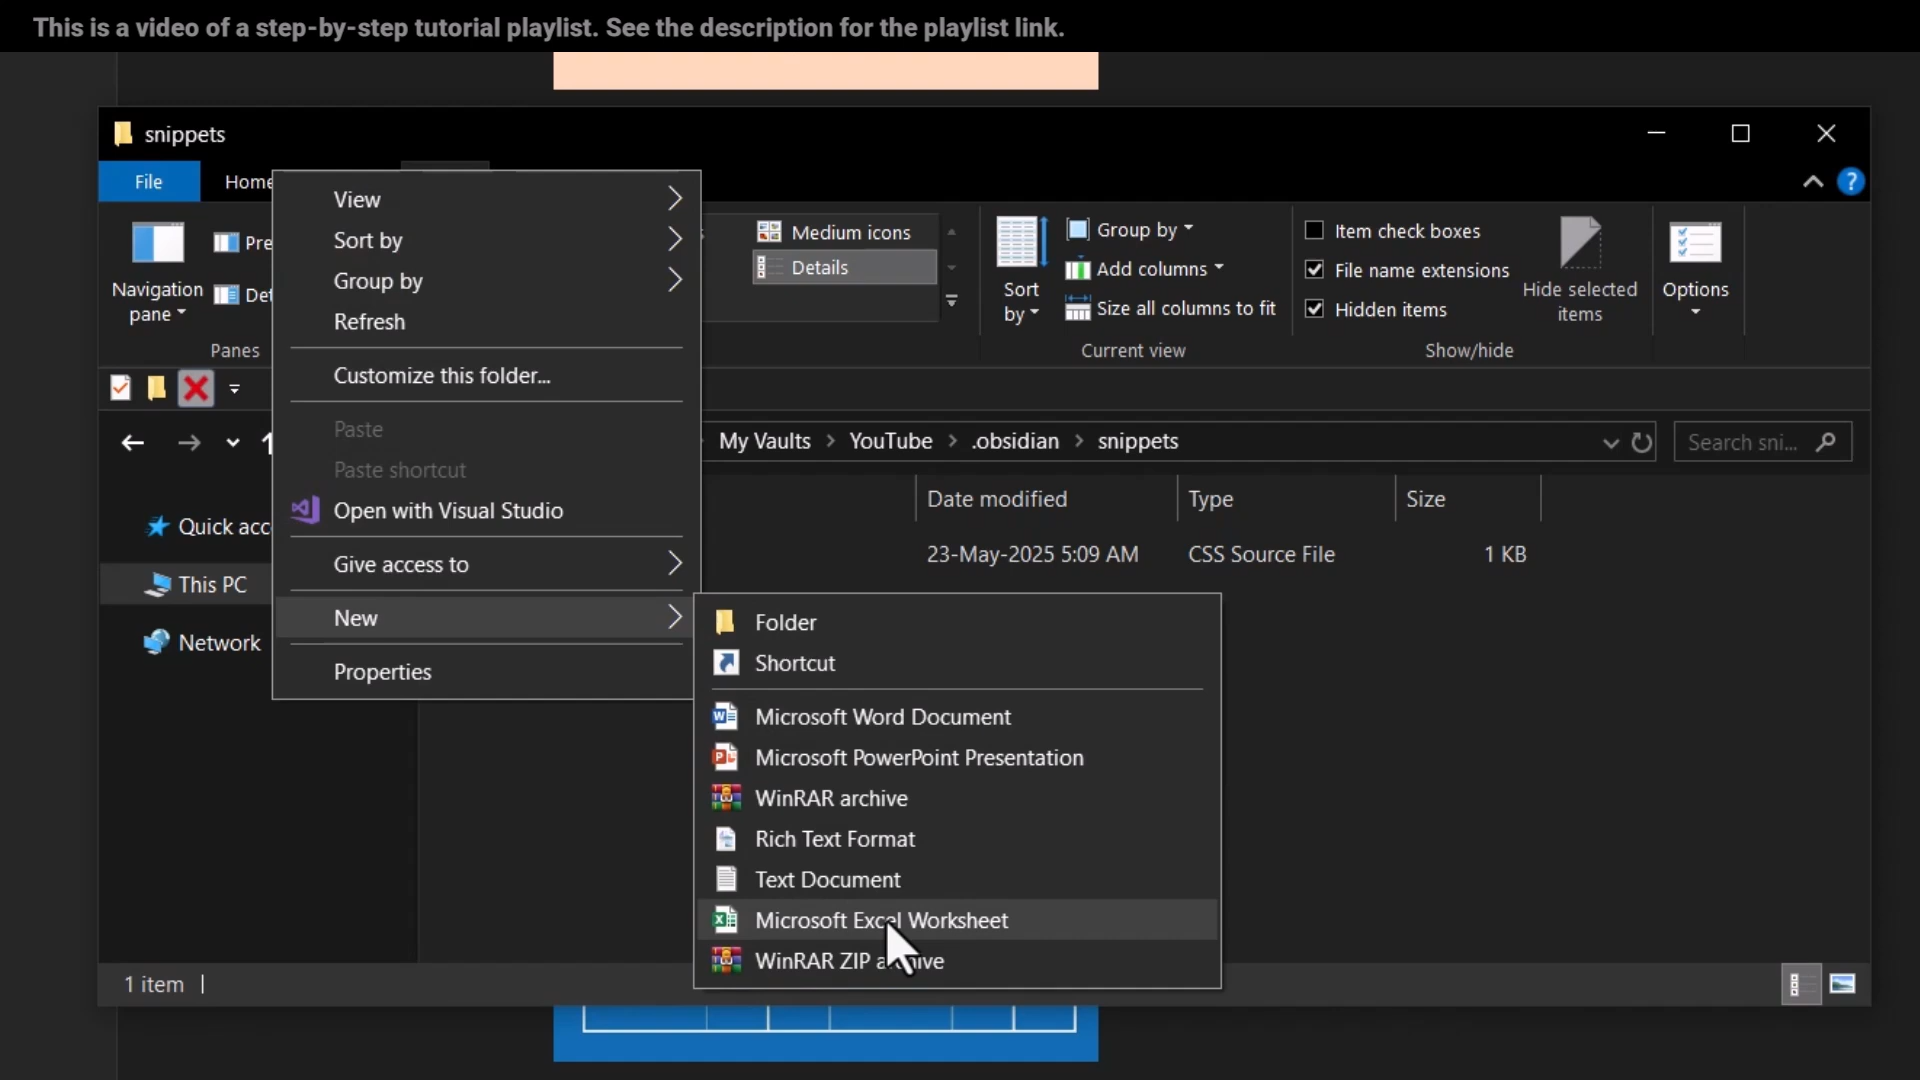 This is a video of a step-by-step tutorial playlist. See the description for the playlist link.
snippets
File
Home
View
Sort by
Group by
Refresh
Customize this folder...
Paste
Paste shortcut
Open with Visual Studio
Give access to
New
Properties
Navigation
pane
Panes
Medium icons
Details
Sort
by
Group by
Add columns
Size all columns to fit
Current view
Item check boxes
File name extensions
Hidden items
Show/hide
Hide selected
items
Options
My Vaults
YouTube
.obsidian
snippets
Search sni...
Date modified
Type
Size
23-May-2025 5:09 AM
CSS Source File
1 KB
Quick acc
This PC
Network
Folder
Shortcut
Microsoft Word Document
Microsoft PowerPoint Presentation
WinRAR archive
Rich Text Format
Text Document
Microsoft Excel Worksheet
WinRAR ZIP archive
1 item